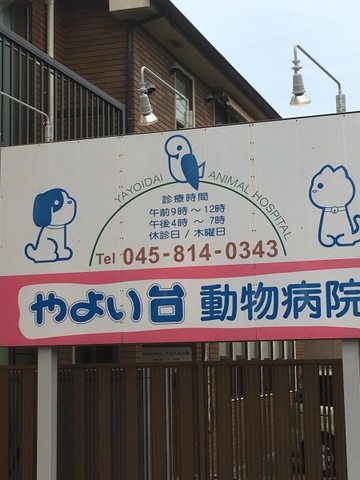 YAYOIDAI ANIMAL HOSPITAL
診療時間
午前9時〜12時
午後4時〜7時
休診日/木曜日
Tel 045-814-0343
やよい台 動物病院